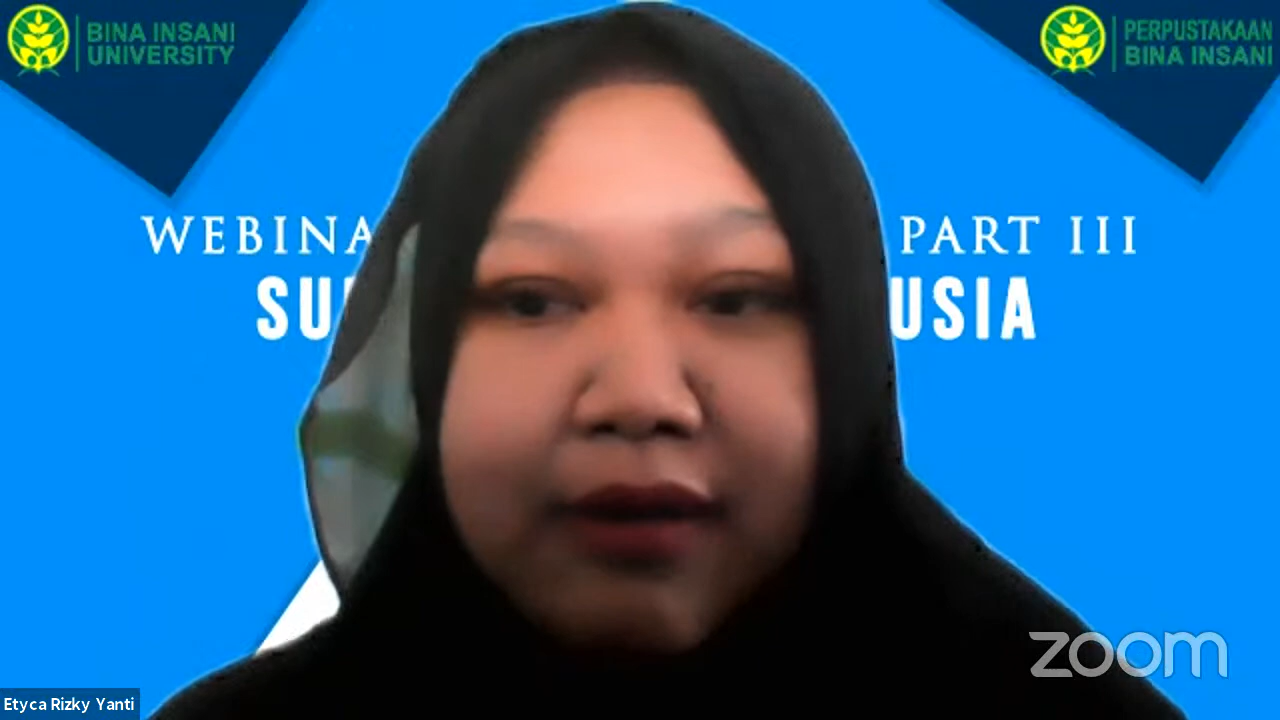 BINA INSANI
UNIVERSITY
PERPUSTAKAAN
BINA INSANI
WEBINA PART III
SU USIA
zoom
Etyca Rizky Yanti